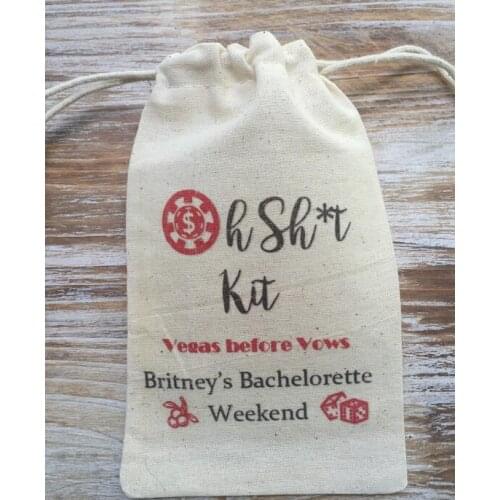 Oh Sh*t
Kit
Vegas before Vows
Britney's Bachelorette
Weekend